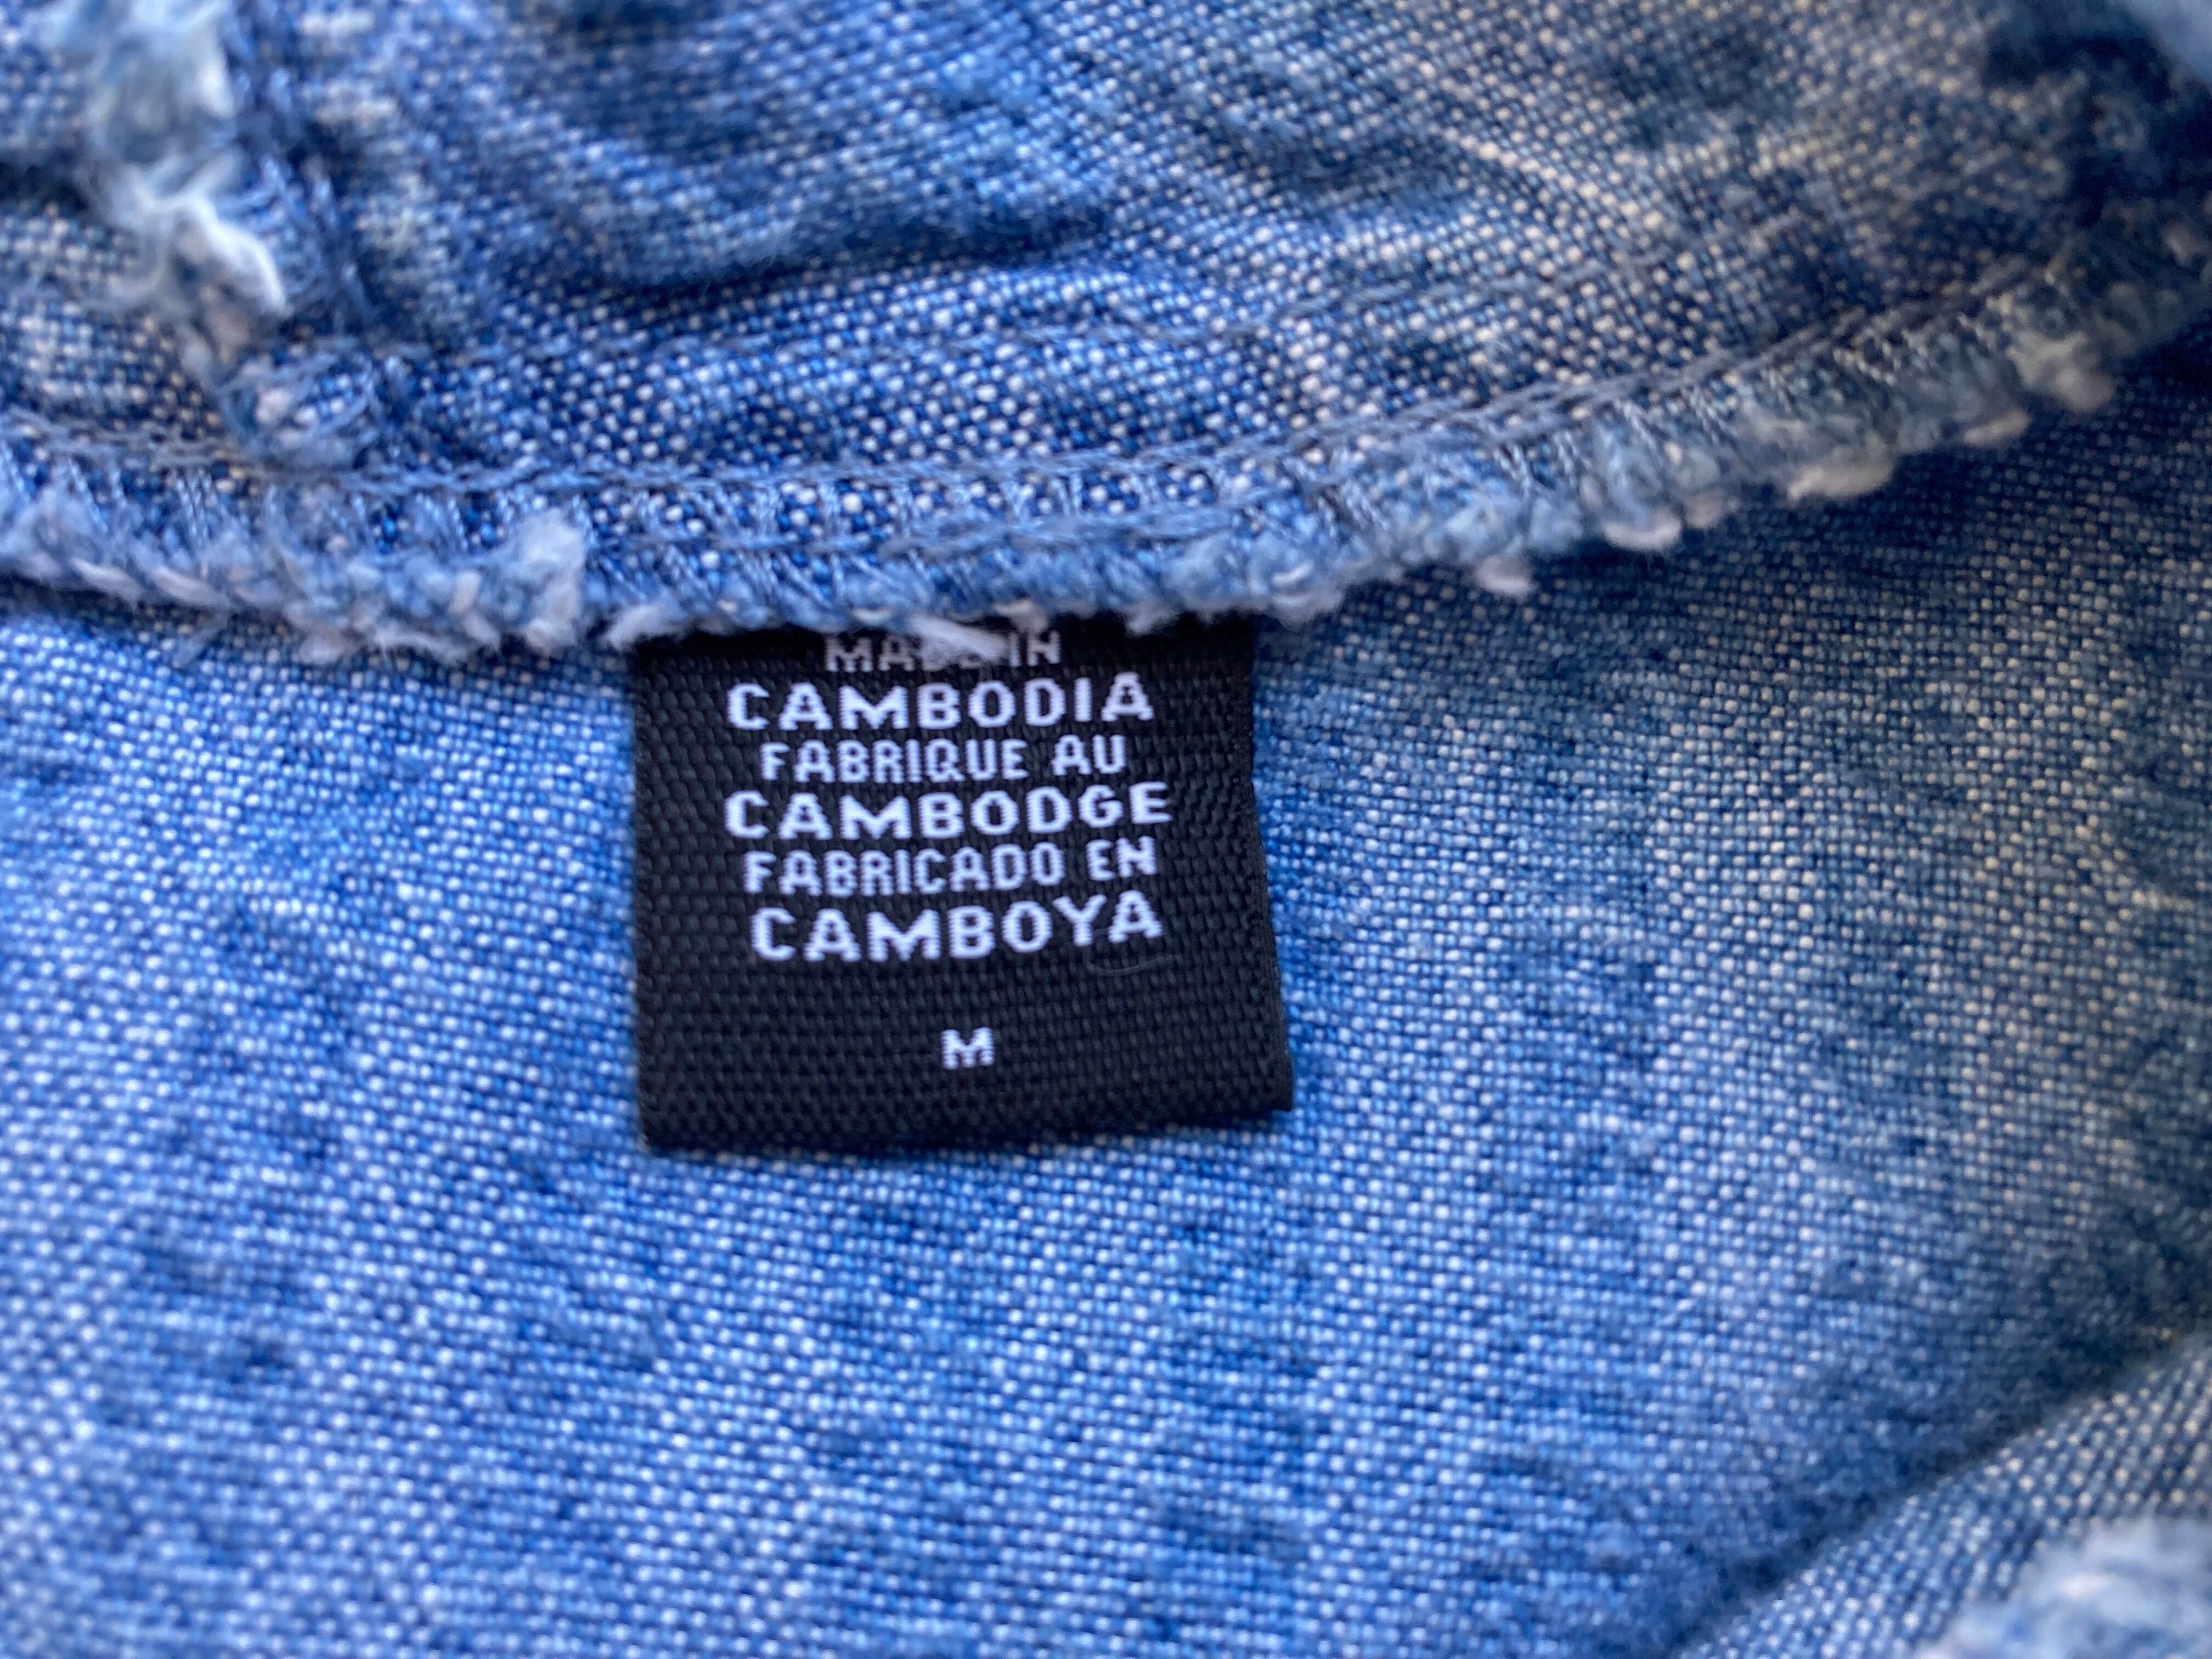 MADE IN
CAMBODIA
FABRIQUE AU
CAMBODGE
FABRICADO EN
CAMBOYA
M